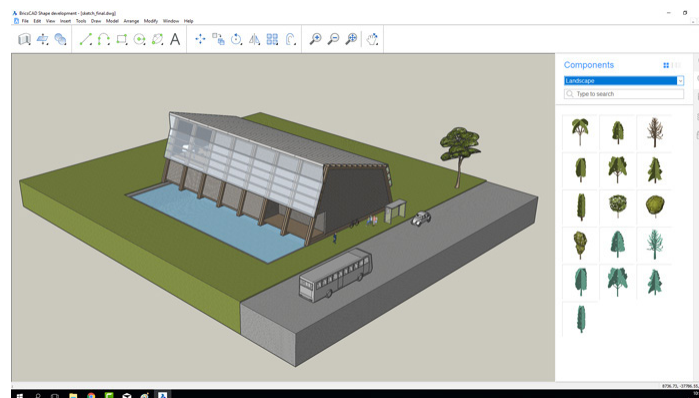 BricsCAD Shape development - [sketch_final.dwg]
File Edit View Insert Tools Draw Model Arrange Modify Window Help
A
Components
Landscape
Type to search